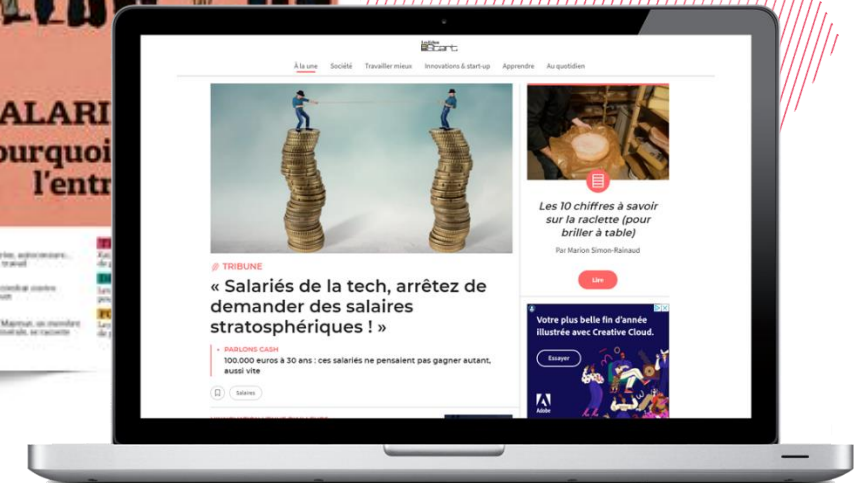 ALARI
ourquoi
l'entr
Les Echos
Start
À la une Société Travailler mieux Innovations & start-up Apprendre Au quotidien
TRIBUNE
« Salariés de la tech, arrêtez de
demander des salaires
stratosphériques ! »
PARLONS CASH
100.000 euros à 30 ans : ces salariés ne pensaient pas gagner autant,
aussi vite
Salaires
Les 10 chiffres à savoir
sur la raclette (pour
briller à table)
Par Marion Simon-Rainaud
Lire
Votre plus belle fin d'année
illustrée avec Creative Cloud.
Essayer
Adobe